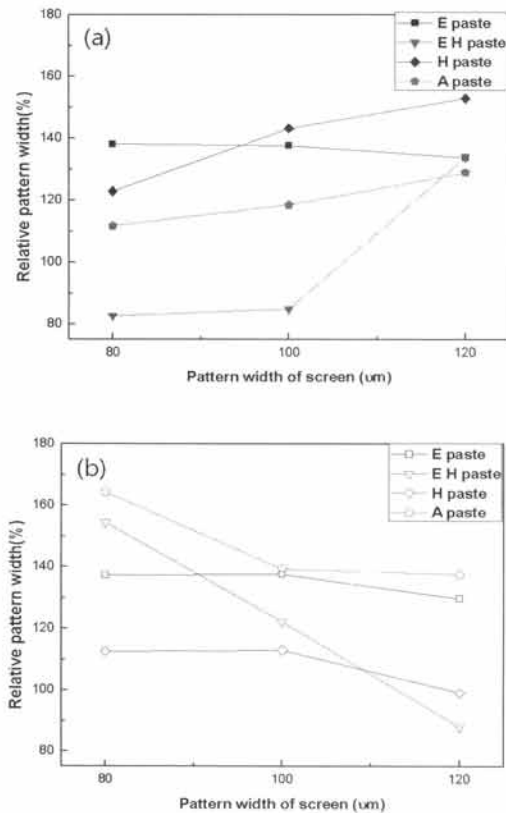 (a)
E paste
E H paste
H paste
A paste
180
160
140
120
100
80
Relative pattern width(%)
80 100 120
Pattern width of screen (um)
(b)
E paste
E H paste
H paste
A paste
180
160
140
120
100
80
Relative pattern width(%)
80 100 120
Pattern width of screen (um)